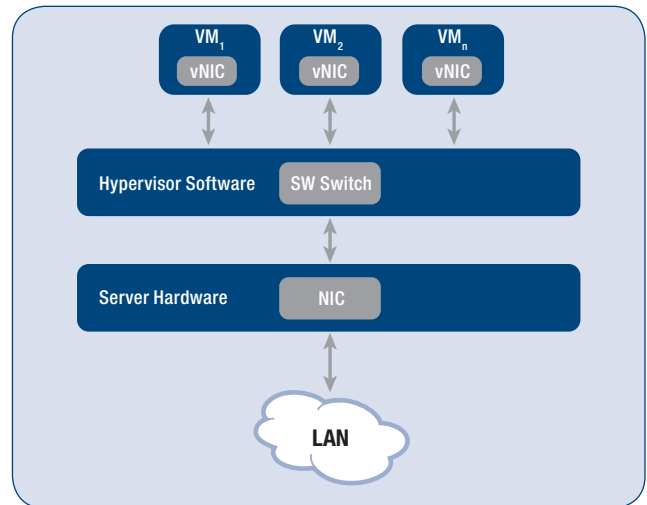 VM1
VM2
VMn
vNIC
vNIC
vNIC
Hypervisor Software
SW Switch
Server Hardware
NIC
LAN